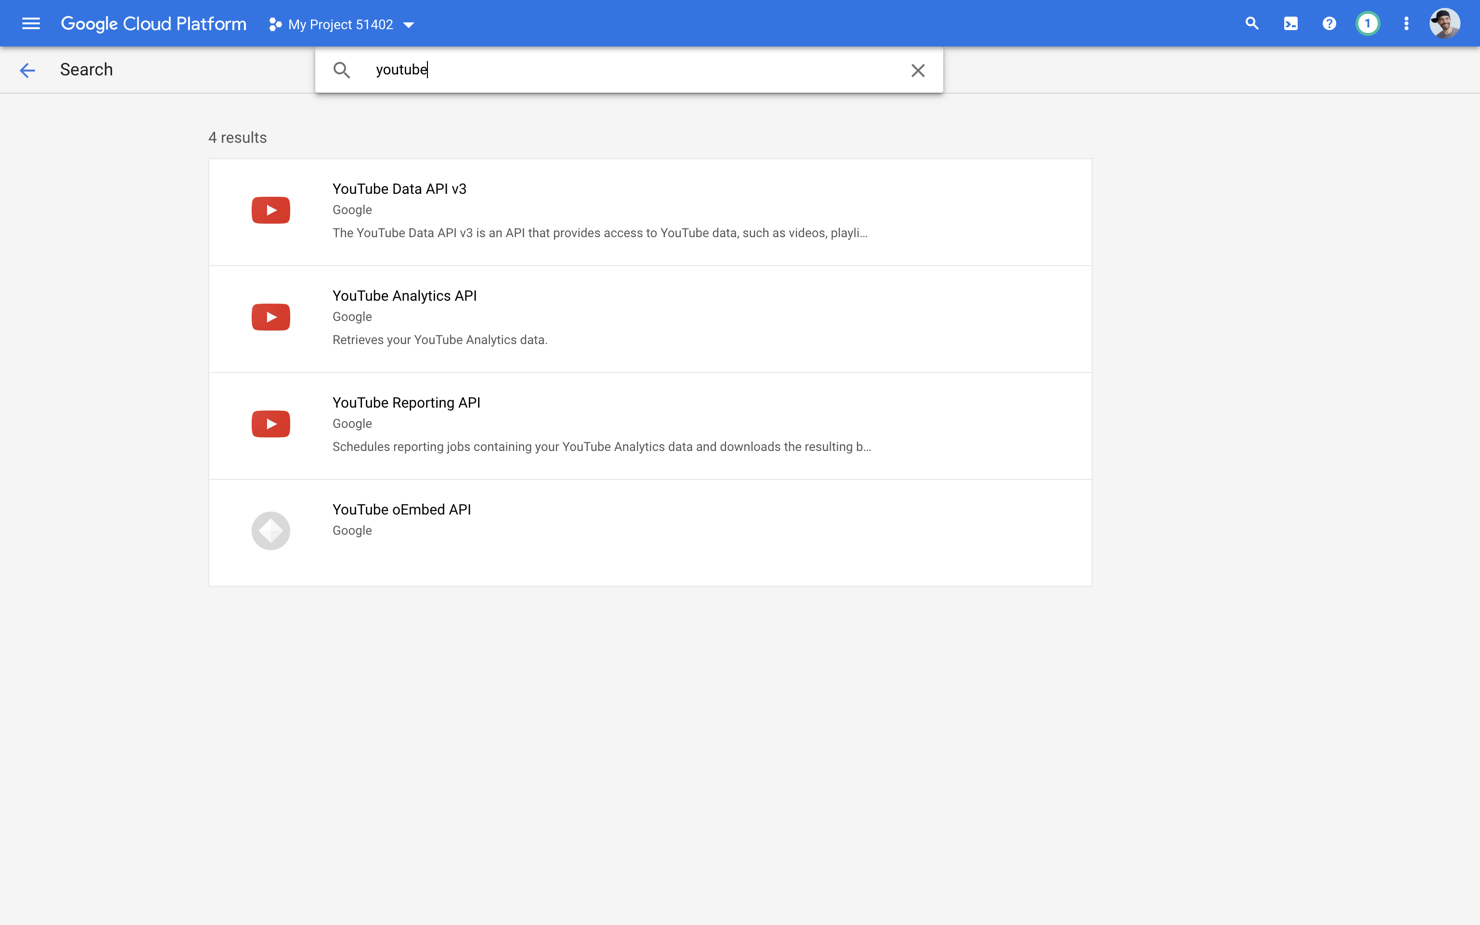 Google Cloud Platform
My Project 51402
1
Search
youtube
4 results
YouTube Data API v3
Google
The YouTube Data API v3 is an API that provides access to YouTube data, such as videos, playli...
YouTube Analytics API
Google
Retrieves your YouTube Analytics data.
YouTube Reporting API
Google
Schedules reporting jobs containing your YouTube Analytics data and downloads the resulting b...
YouTube oEmbed API
Google